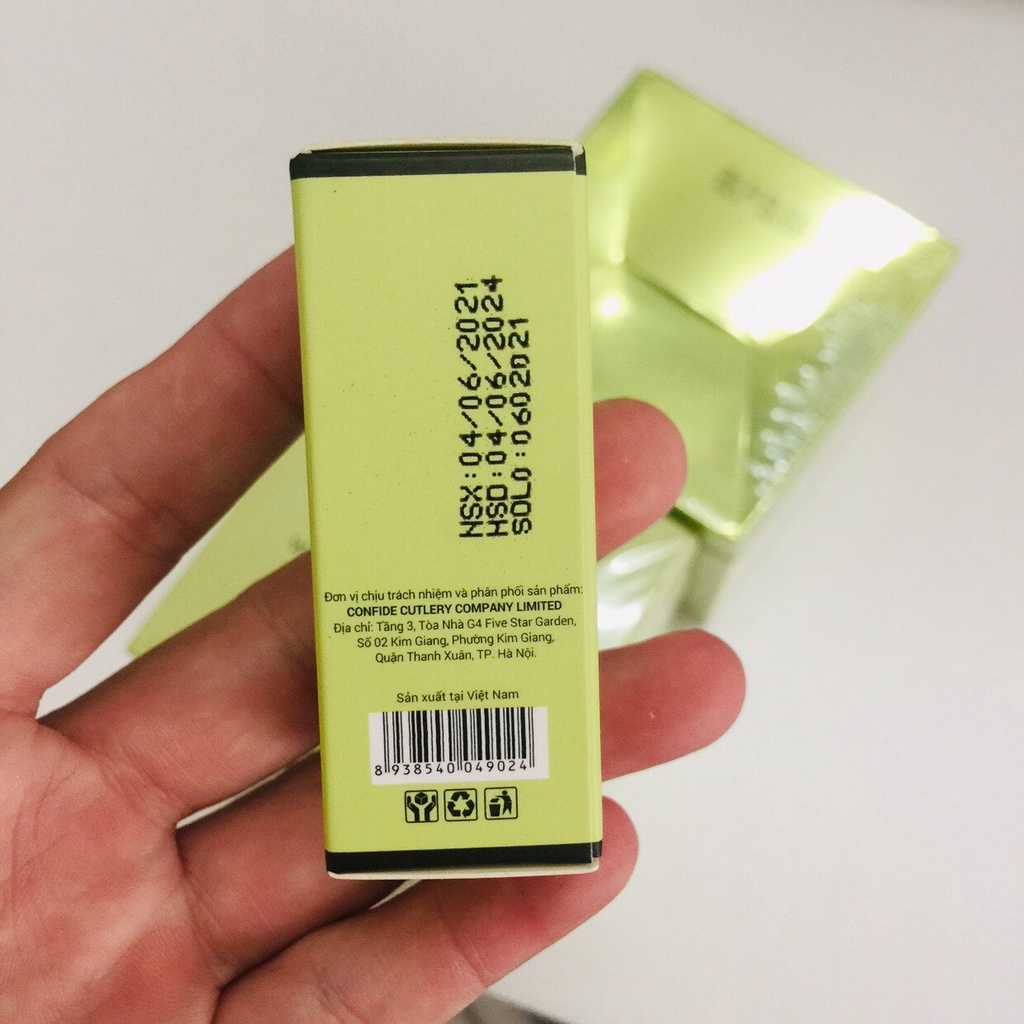 NSX:04/06/2021
HSD:04/06/2024
SOLO:0602021
Đơn vị chịu trách nhiệm và phân phối sản phẩm:
CONFIDE CUTLERY COMPANY LIMITED
Địa chỉ: Tầng 3, Tòa Nhà G4 Five Star Garden,
Số 02 Kim Giang, Phường Kim Giang,
Quận Thanh Xuân, TP. Hà Nội.
Sản xuất tại Việt Nam
8 938540 049024